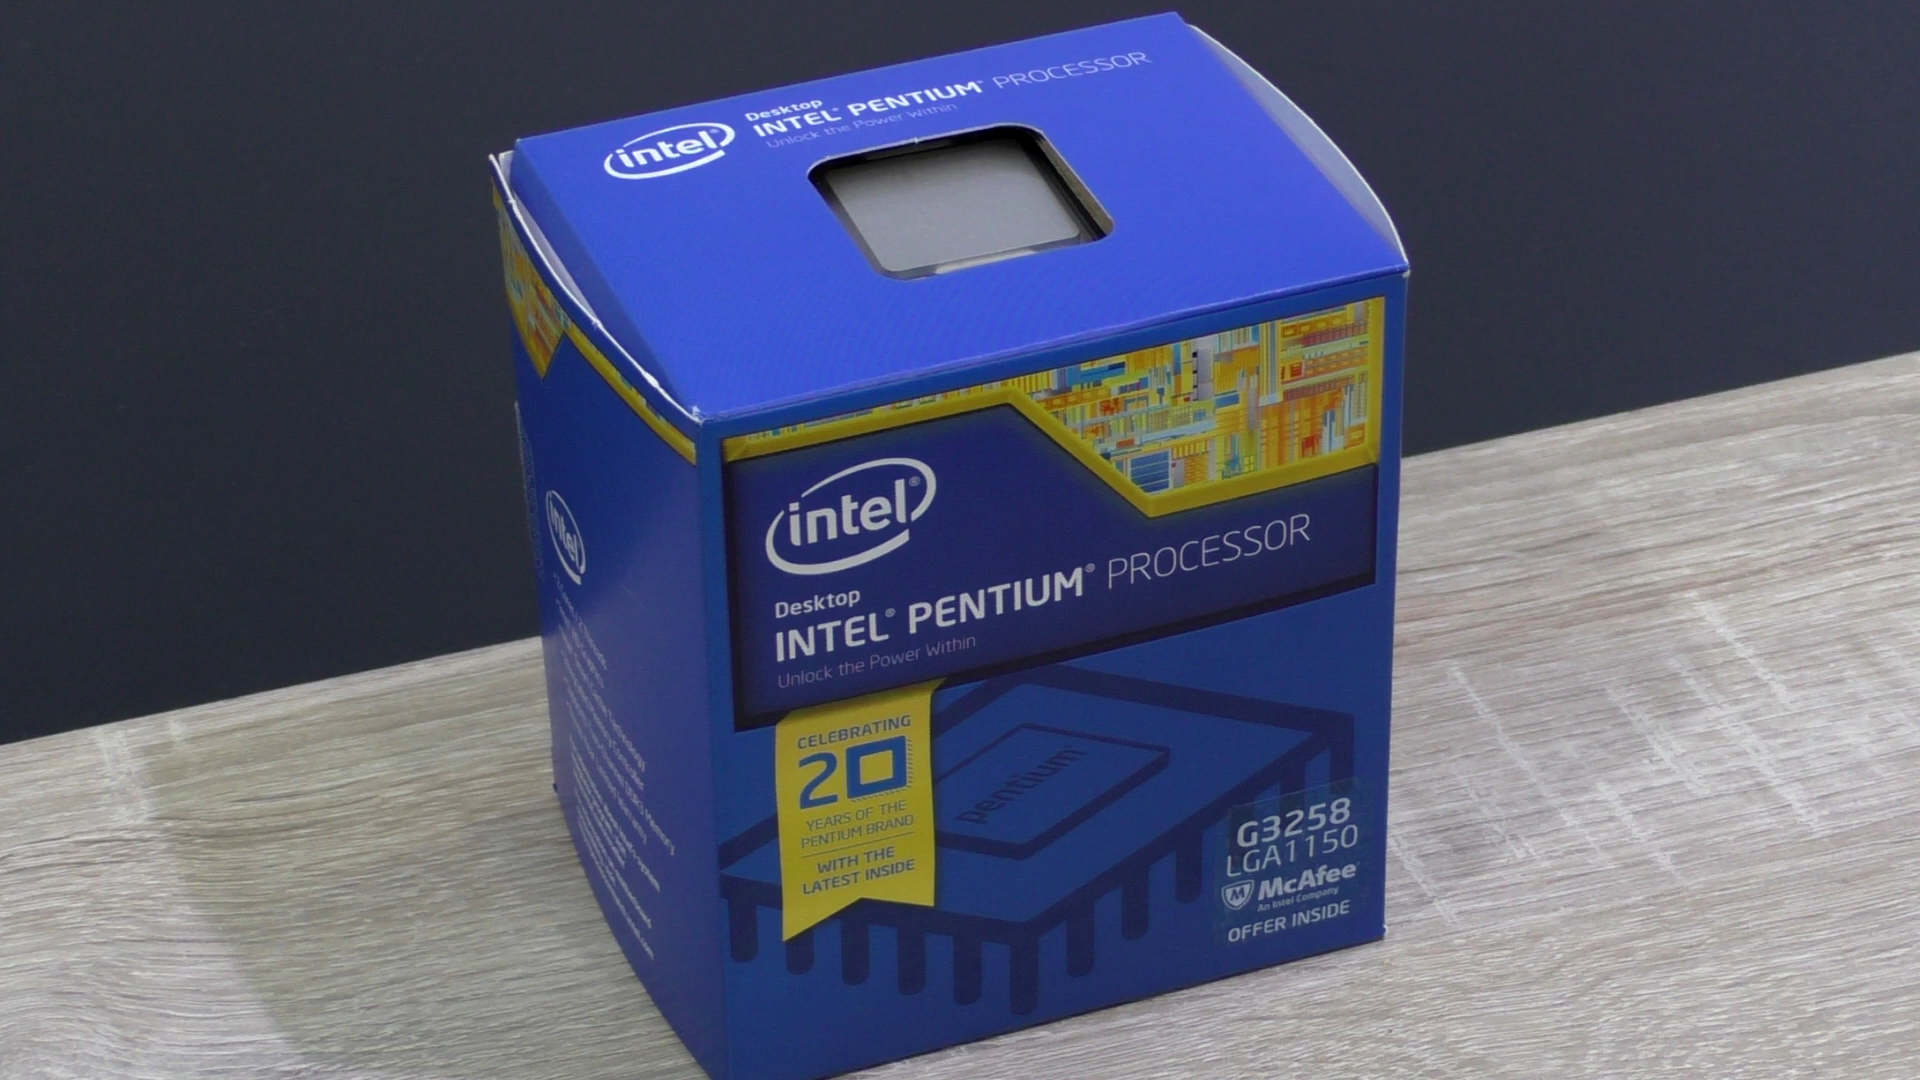 intel®
Desktop
INTEL® PENTIUM® PROCESSOR
Unlock the Power Within
intel®
Desktop
INTEL® PENTIUM® PROCESSOR
Unlock the Power Within
CELEBRATING
20
YEARS OF THE
PENTIUM BRAND
WITH THE
LATEST INSIDE
pentium
G3258
LGA1150
McAfee
An Intel Company
OFFER INSIDE
intel